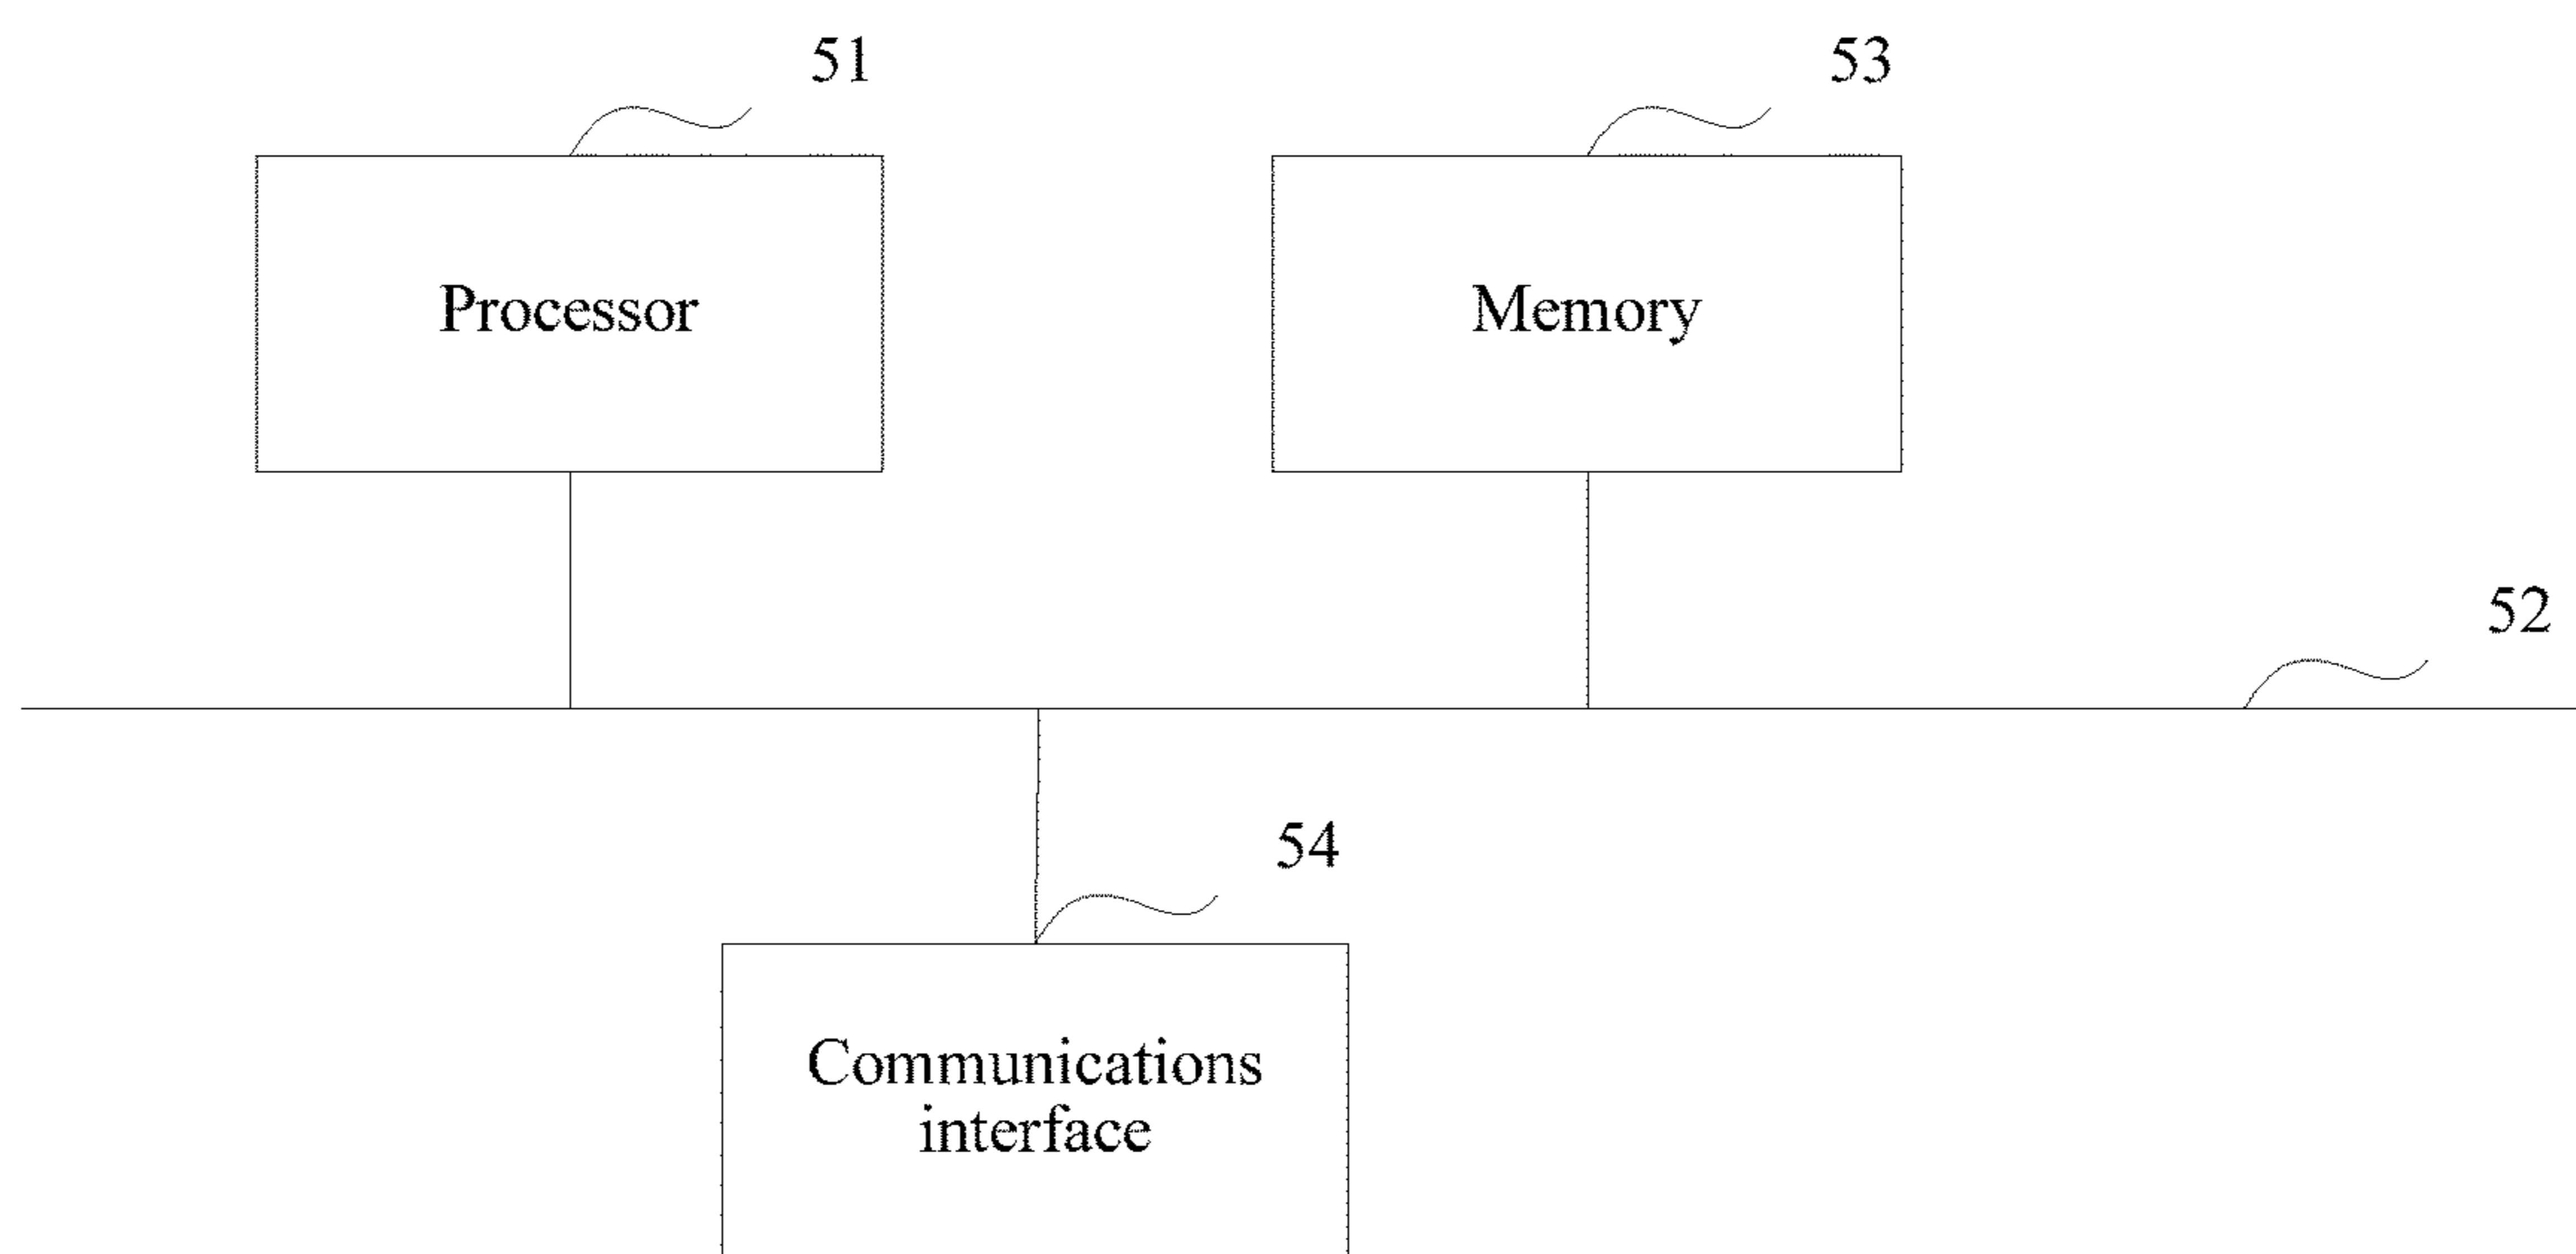 51
53
Processor
Memory
52
54
Communications
interface